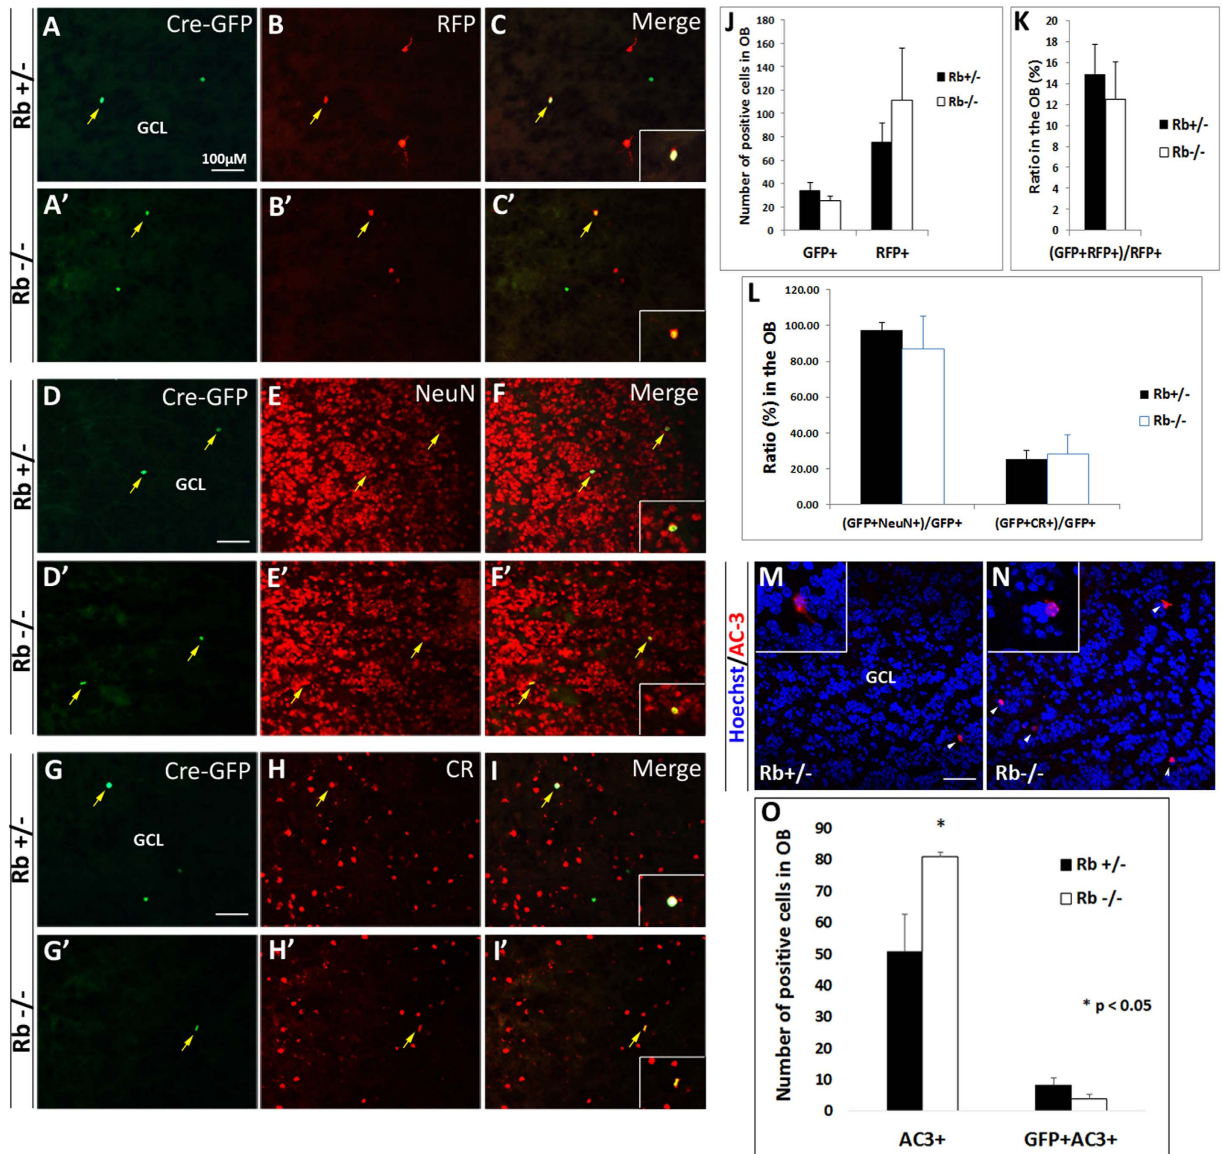 A Cre-GFP
B RFP
C Merge
Rb +/-
GCL
100µM
A’
B’
C’
Rb -/-
D Cre-GFP
E NeuN
F Merge
Rb +/-
GCL
D’
E’
F’
Rb -/-
G Cre-GFP
H CR
I Merge
Rb +/-
GCL
G’
H’
I’
Rb -/-
J
Number of positive cells in OB
180
160
140
120
100
80
60
40
20
0
GFP+
RFP+
Rb+/-
Rb-/-
K
Ratio in the OB (%)
20
18
16
14
12
10
8
6
4
2
0
(GFP+RFP+)/RFP+
Rb+/-
Rb-/-
L
Ratio (%) in the OB
120.00
100.00
80.00
60.00
40.00
20.00
0.00
(GFP+NeuN+)/GFP+
(GFP+CR+)/GFP+
Rb+/-
Rb-/-
Hoechst/AC-3
M
GCL
Rb+/-
N
Rb-/-
O
Number of positive cells in OB
90
80
70
60
50
40
30
20
10
0
*
Rb +/-
Rb -/-
* p < 0.05
AC3+
GFP+AC3+